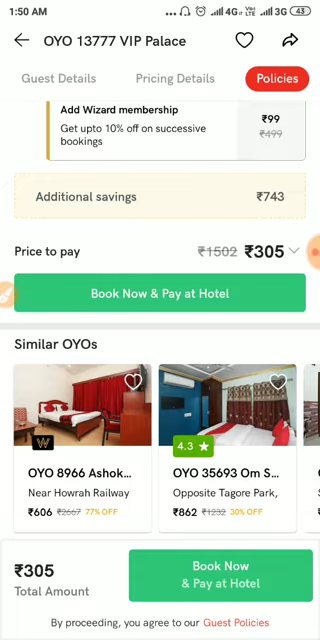 1:50 AM ... 4G Vo) LTE 3G 43
OYO 13777 VIP Palace
Guest Details Pricing Details Policies
Add Wizard membership
Get upto 10% off on successive
bookings
₹99
₹499
Additional savings ₹743
Price to pay ₹1502 ₹305
Book Now & Pay at Hotel
Similar OYOs
W
4.3 ★
OYO 8966 Ashok...
Near Howrah Railway
₹606 ₹2667 77% OFF
OYO 35693 Om S...
Opposite Tagore Park,
₹862 ₹1232 30% OFF
₹305
Total Amount
Book Now
& Pay at Hotel
By proceeding, you agree to our Guest Policies